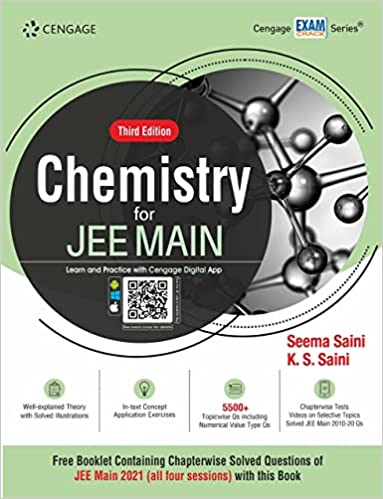 CENGAGE
Cengage EXAM CRACK Series®
Third Edition
Chemistry
for
JEE MAIN
Learn and Practice with Cengage Digital App
Seema Saini
K. S. Saini
Well-explained Theory
with Solved Illustrations
In-text Concept
Application Exercises
5500+
Topicwise Qs including
Numerical Value Type Qs
Chapterwise Tests
Videos on Selective Topics
Solved JEE Main 2010-20 Qs
Free Booklet Containing Chapterwise Solved Questions of
JEE Main 2021 (all four sessions) with this Book